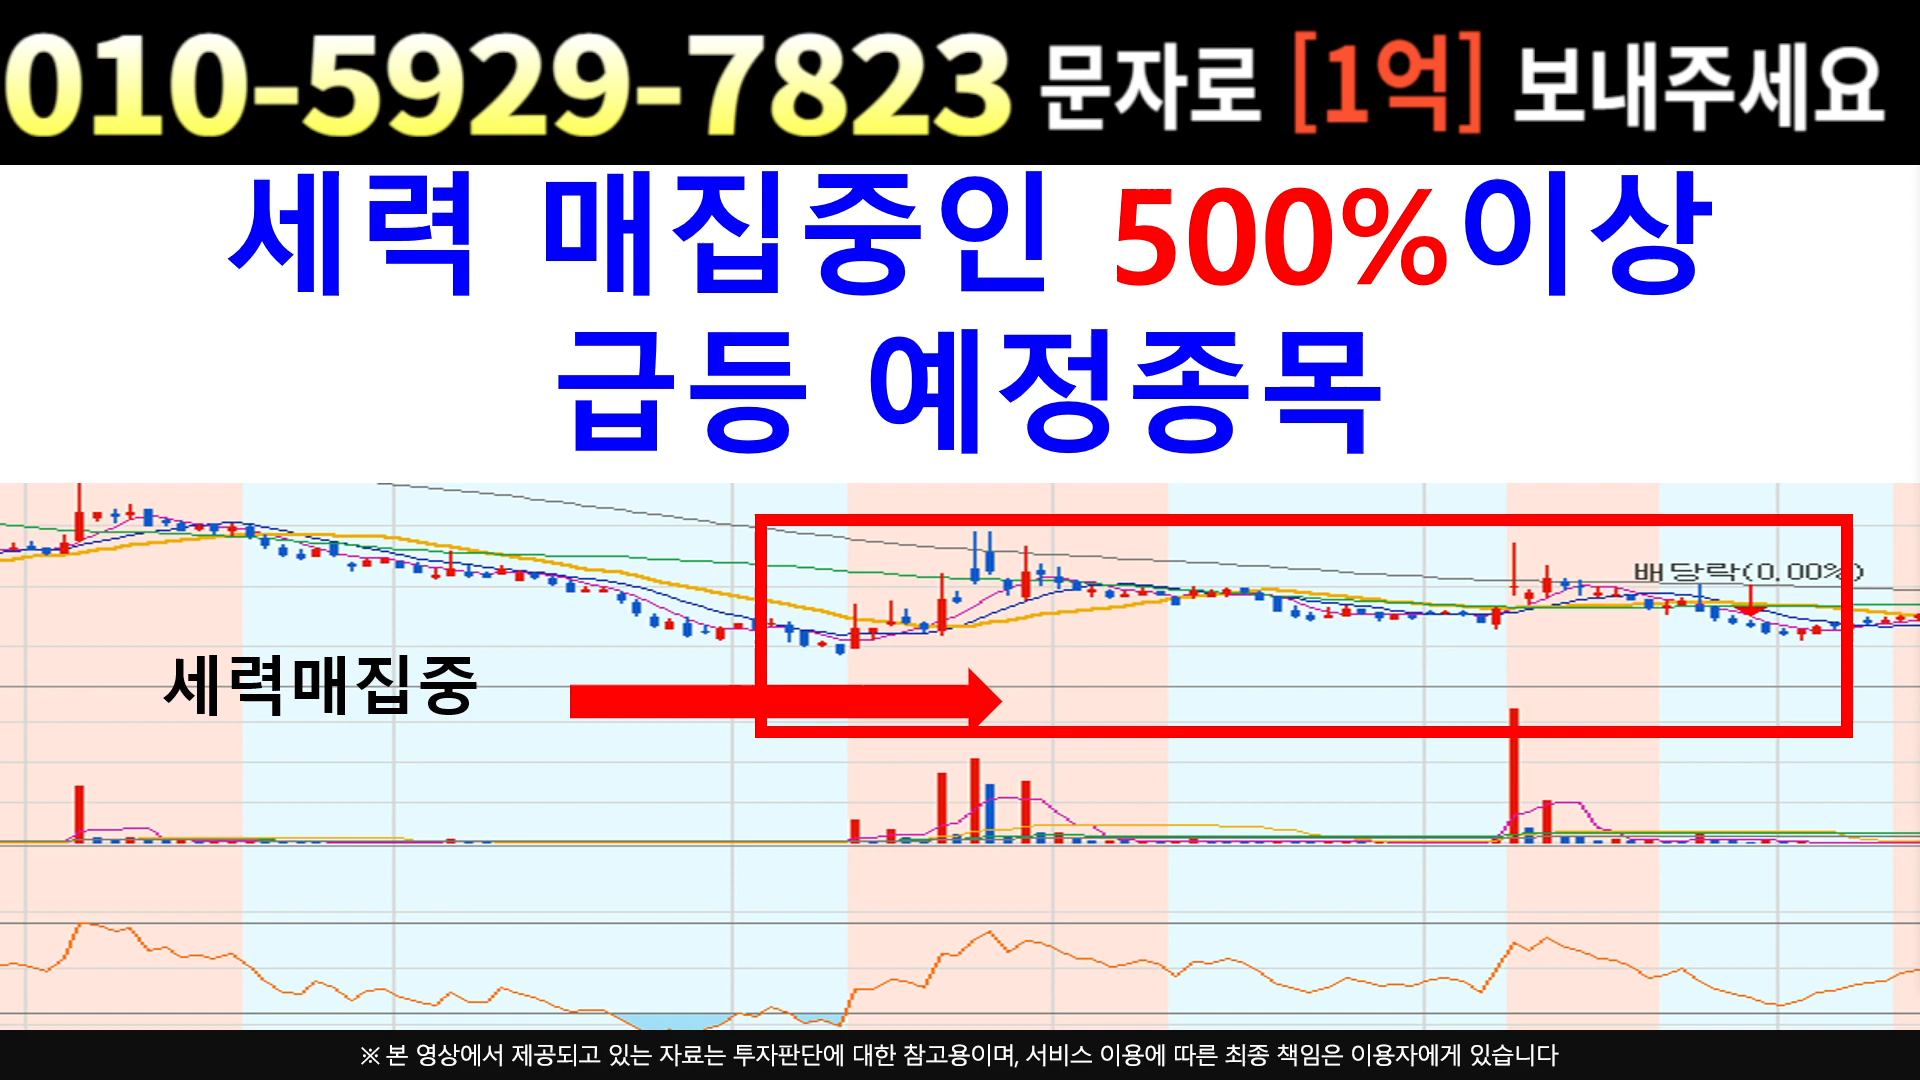 010-5929-7823 문자로 [1억] 보내주세요
세력 매집중인 500%이상
급등 예정종목
배당락(0.00%)
세력매집중
※ 본 영상에서 제공되고 있는 자료는 투자판단에 대한 참고용이며, 서비스 이용에 따른 최종 책임은 이용자에게 있습니다